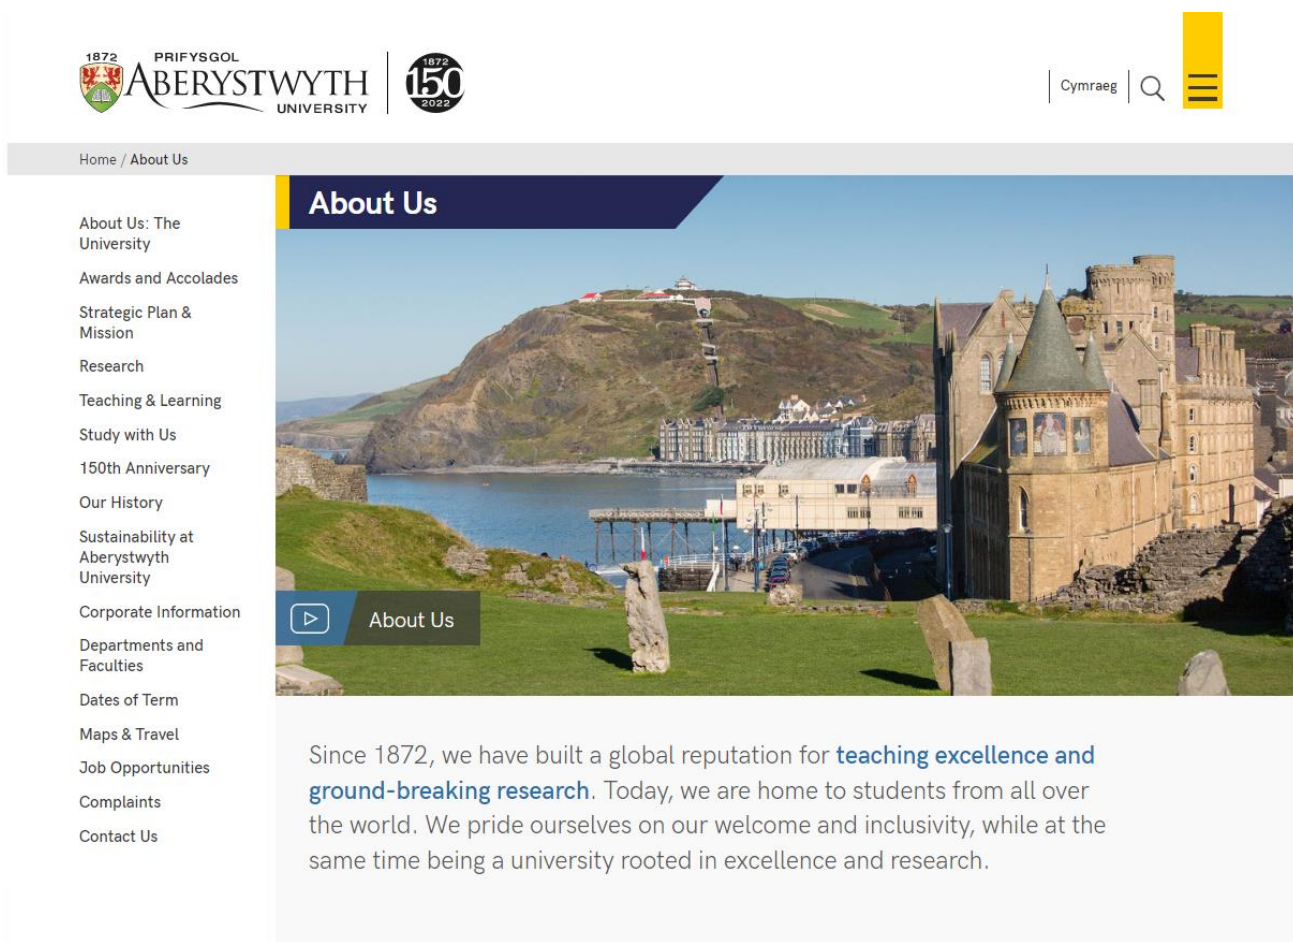 1872
PRIFYSGOL
ABERYSTWYTH
UNIVERSITY
1872
150
2022
Cymraeg
Home / About Us
About Us: The
University
Awards and Accolades
Strategic Plan &
Mission
Research
Teaching & Learning
Study with Us
150th Anniversary
Our History
Sustainability at
Aberystwyth
University
Corporate Information
Departments and
Faculties
Dates of Term
Maps & Travel
Job Opportunities
Complaints
Contact Us
About Us
About Us
Since 1872, we have built a global reputation for teaching excellence and
ground-breaking research. Today, we are home to students from all over
the world. We pride ourselves on our welcome and inclusivity, while at the
same time being a university rooted in excellence and research.